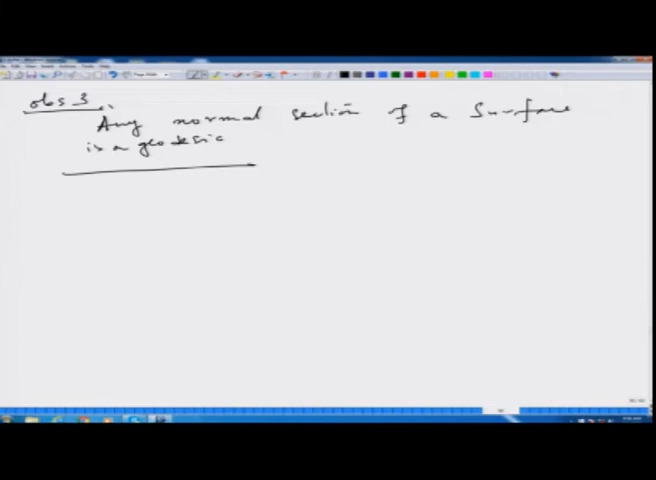 obs 3.
Any normal section of a surface
is a geodesic